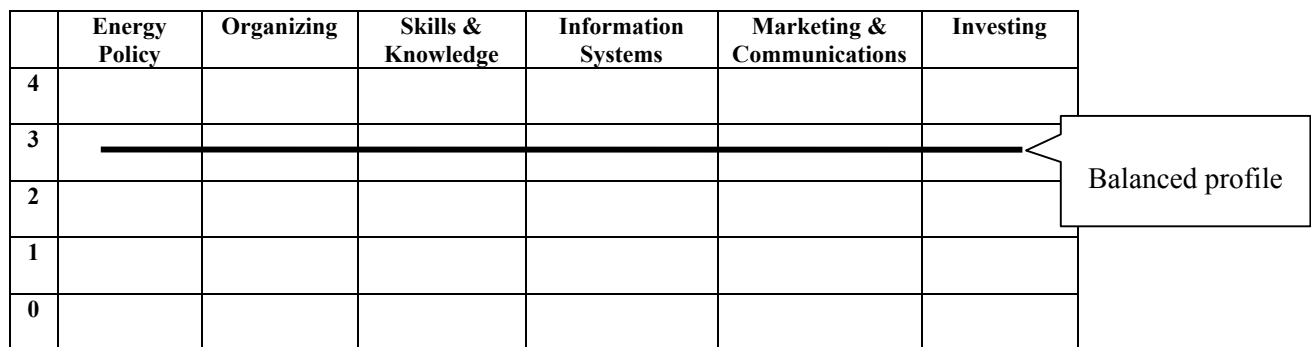 Energy Policy Organizing Skills & Knowledge Information Systems Marketing & Communications Investing
4
3
Balanced profile
2
1
0